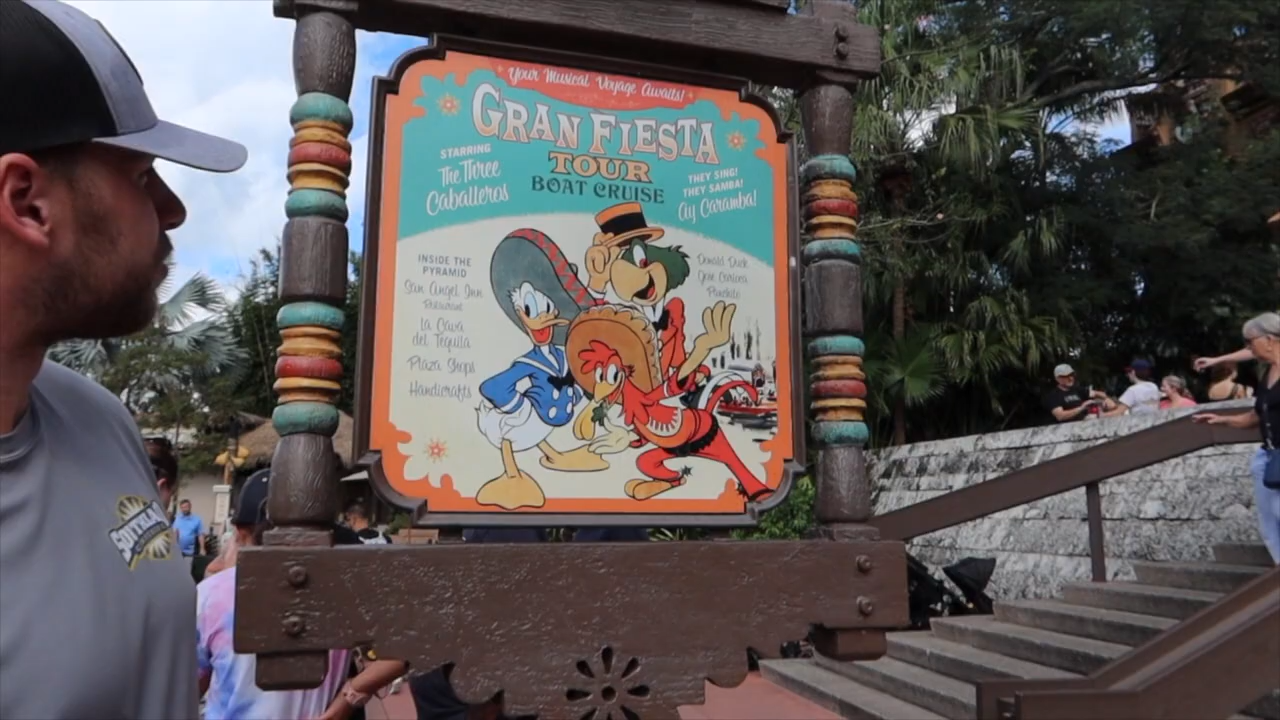 Your Musical Voyage Awaits!
GRAN FIESTA
TOUR
BOAT CRUISE
STARRING
The Three
Caballeros
THEY SING!
THEY SAMBA!
Ay Caramba!
INSIDE THE
PYRAMID
San Angel Inn
Restaurant
La Cava
del Tequila
Plaza Shops
Handicrafts
Donald Duck
José Carioca
Panchito